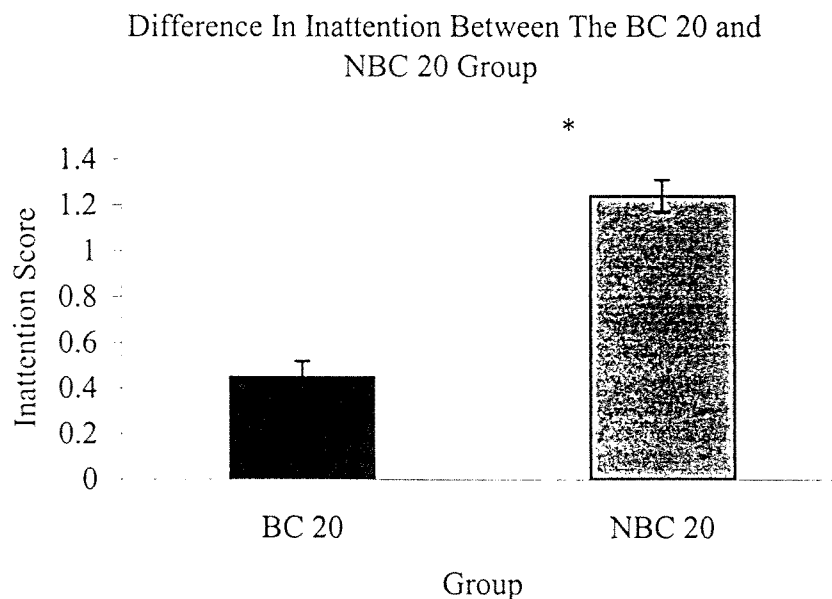 Difference In Inattention Between The BC 20 and
NBC 20 Group
*
1.4
1.2
1
0.8
0.6
0.4
0.2
0
Inattention Score
BC 20
NBC 20
Group